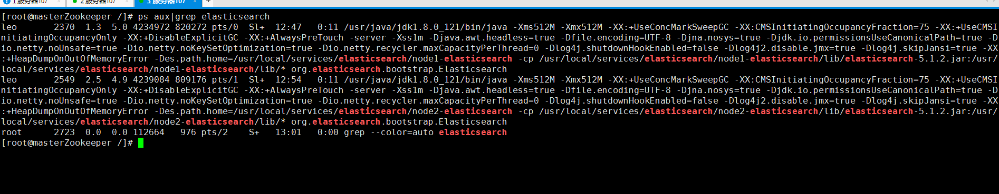 1 服务器107 × 2 服务器107 × 3 服务器107 × +
[root@masterZookeeper /]# ps aux|grep elasticsearch
leo 2370 1.3 5.0 4234972 820272 pts/0 Sl+ 12:47 0:11 /usr/java/jdk1.8.0_121/bin/java -Xms512M -Xmx512M -XX:+UseConcMarkSweepGC -XX:CMSInitiatingOccupancyFraction=75 -XX:+UseCMSI
nitiatingOccupancyOnly -XX:+DisableExplicitGC -XX:+AlwaysPreTouch -server -Xss1m -Djava.awt.headless=true -Dfile.encoding=UTF-8 -Djna.nosys=true -Djdk.io.permissionsUseCanonicalPath=true -D
io.netty.noUnsafe=true -Dio.netty.noKeySetOptimization=true -Dio.netty.recycler.maxCapacityPerThread=0 -Dlog4j.shutdownHookEnabled=false -Dlog4j2.disable.jmx=true -Dlog4j.skipJansi=true -XX
:+HeapDumpOnOutOfMemoryError -Des.path.home=/usr/local/services/elasticsearch/node1-elasticsearch -cp /usr/local/services/elasticsearch/node1-elasticsearch/lib/elasticsearch-5.1.2.jar:/usr/
local/services/elasticsearch/node1-elasticsearch/lib/* org.elasticsearch.bootstrap.Elasticsearch
leo 2549 2.5 4.9 4239084 809176 pts/1 Sl+ 12:54 0:11 /usr/java/jdk1.8.0_121/bin/java -Xms512M -Xmx512M -XX:+UseConcMarkSweepGC -XX:CMSInitiatingOccupancyFraction=75 -XX:+UseCMSI
nitiatingOccupancyOnly -XX:+DisableExplicitGC -XX:+AlwaysPreTouch -server -Xss1m -Djava.awt.headless=true -Dfile.encoding=UTF-8 -Djna.nosys=true -Djdk.io.permissionsUseCanonicalPath=true -D
io.netty.noUnsafe=true -Dio.netty.noKeySetOptimization=true -Dio.netty.recycler.maxCapacityPerThread=0 -Dlog4j.shutdownHookEnabled=false -Dlog4j2.disable.jmx=true -Dlog4j.skipJansi=true -XX
:+HeapDumpOnOutOfMemoryError -Des.path.home=/usr/local/services/elasticsearch/node2-elasticsearch -cp /usr/local/services/elasticsearch/node2-elasticsearch/lib/elasticsearch-5.1.2.jar:/usr/
local/services/elasticsearch/node2-elasticsearch/lib/* org.elasticsearch.bootstrap.Elasticsearch
root 2723 0.0 0.0 112664 976 pts/2 S+ 13:01 0:00 grep --color=auto elasticsearch
[root@masterZookeeper /]#